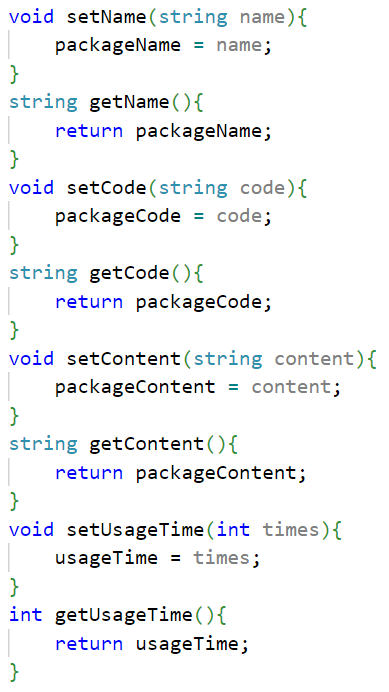 void setName(string name){
    packageName = name;
}
string getName(){
    return packageName;
}
void setCode(string code){
    packageCode = code;
}
string getCode(){
    return packageCode;
}
void setContent(string content){
    packageContent = content;
}
string getContent(){
    return packageContent;
}
void setUsageTime(int times){
    usageTime = times;
}
int getUsageTime(){
    return usageTime;
}